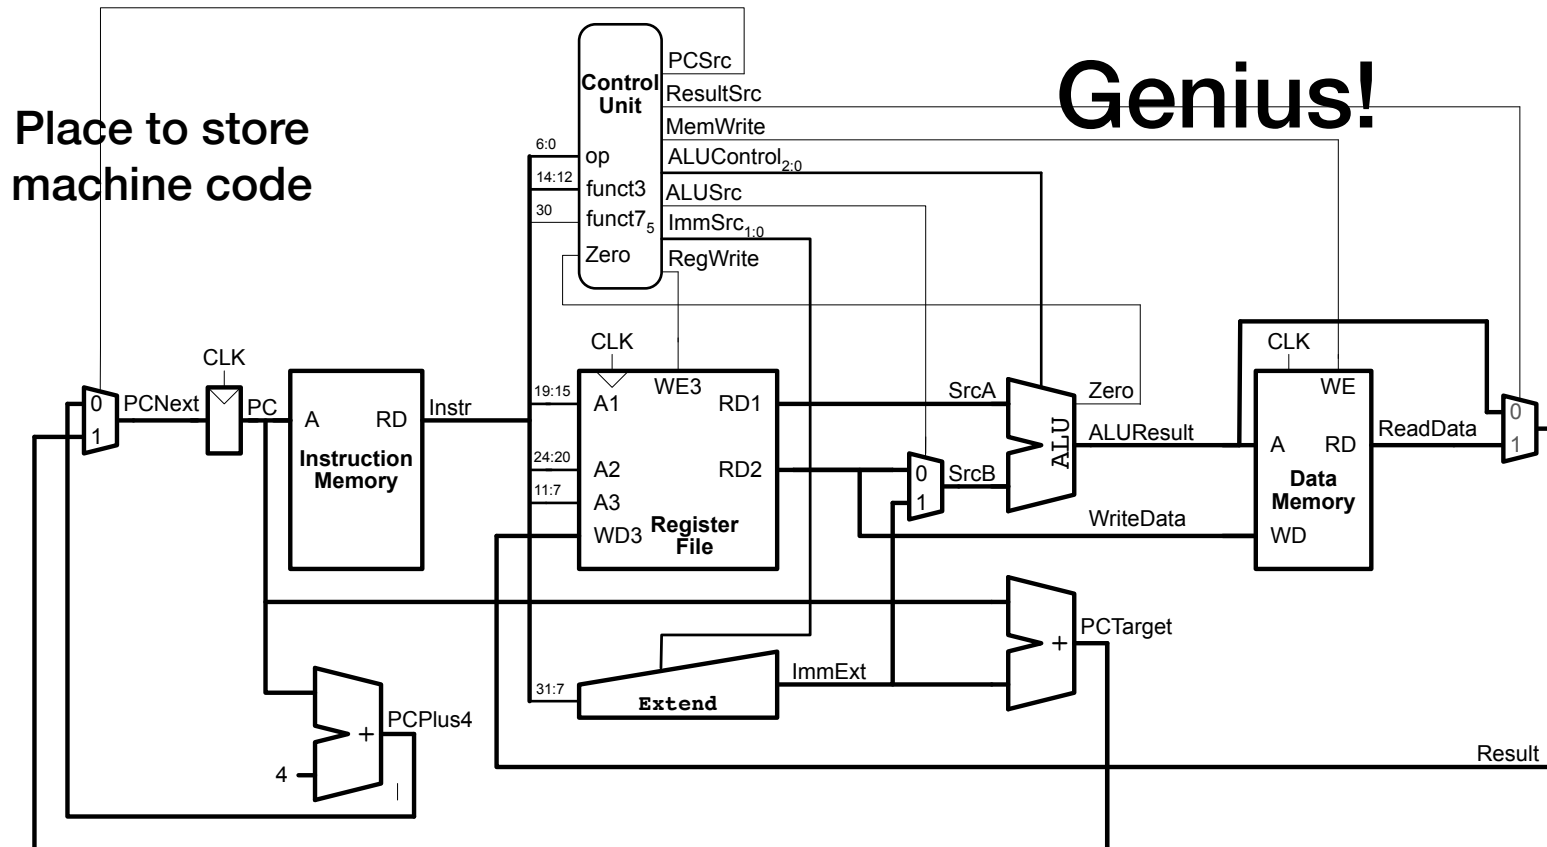 Genius!
Place to store
machine code
Control
Unit
PCSrc
ResultSrc
MemWrite
ALUControl2:0
ALUSrc
ImmSrc1:0
RegWrite
6:0
op
14:12
funct3
30
funct75
Zero
CLK
0
1
PCNext
PC
A
RD
Instruction
Memory
Instr
19:15
24:20
11:7
31:7
CLK
WE3
A1
RD1
A2
RD2
A3
WD3
Register
File
SrcA
0
1
SrcB
ALU
Zero
ALUResult
WriteData
CLK
WE
A
RD
Data
Memory
WD
ReadData
0
1
4
+
PCPlus4
Extend
ImmExt
+
PCTarget
Result